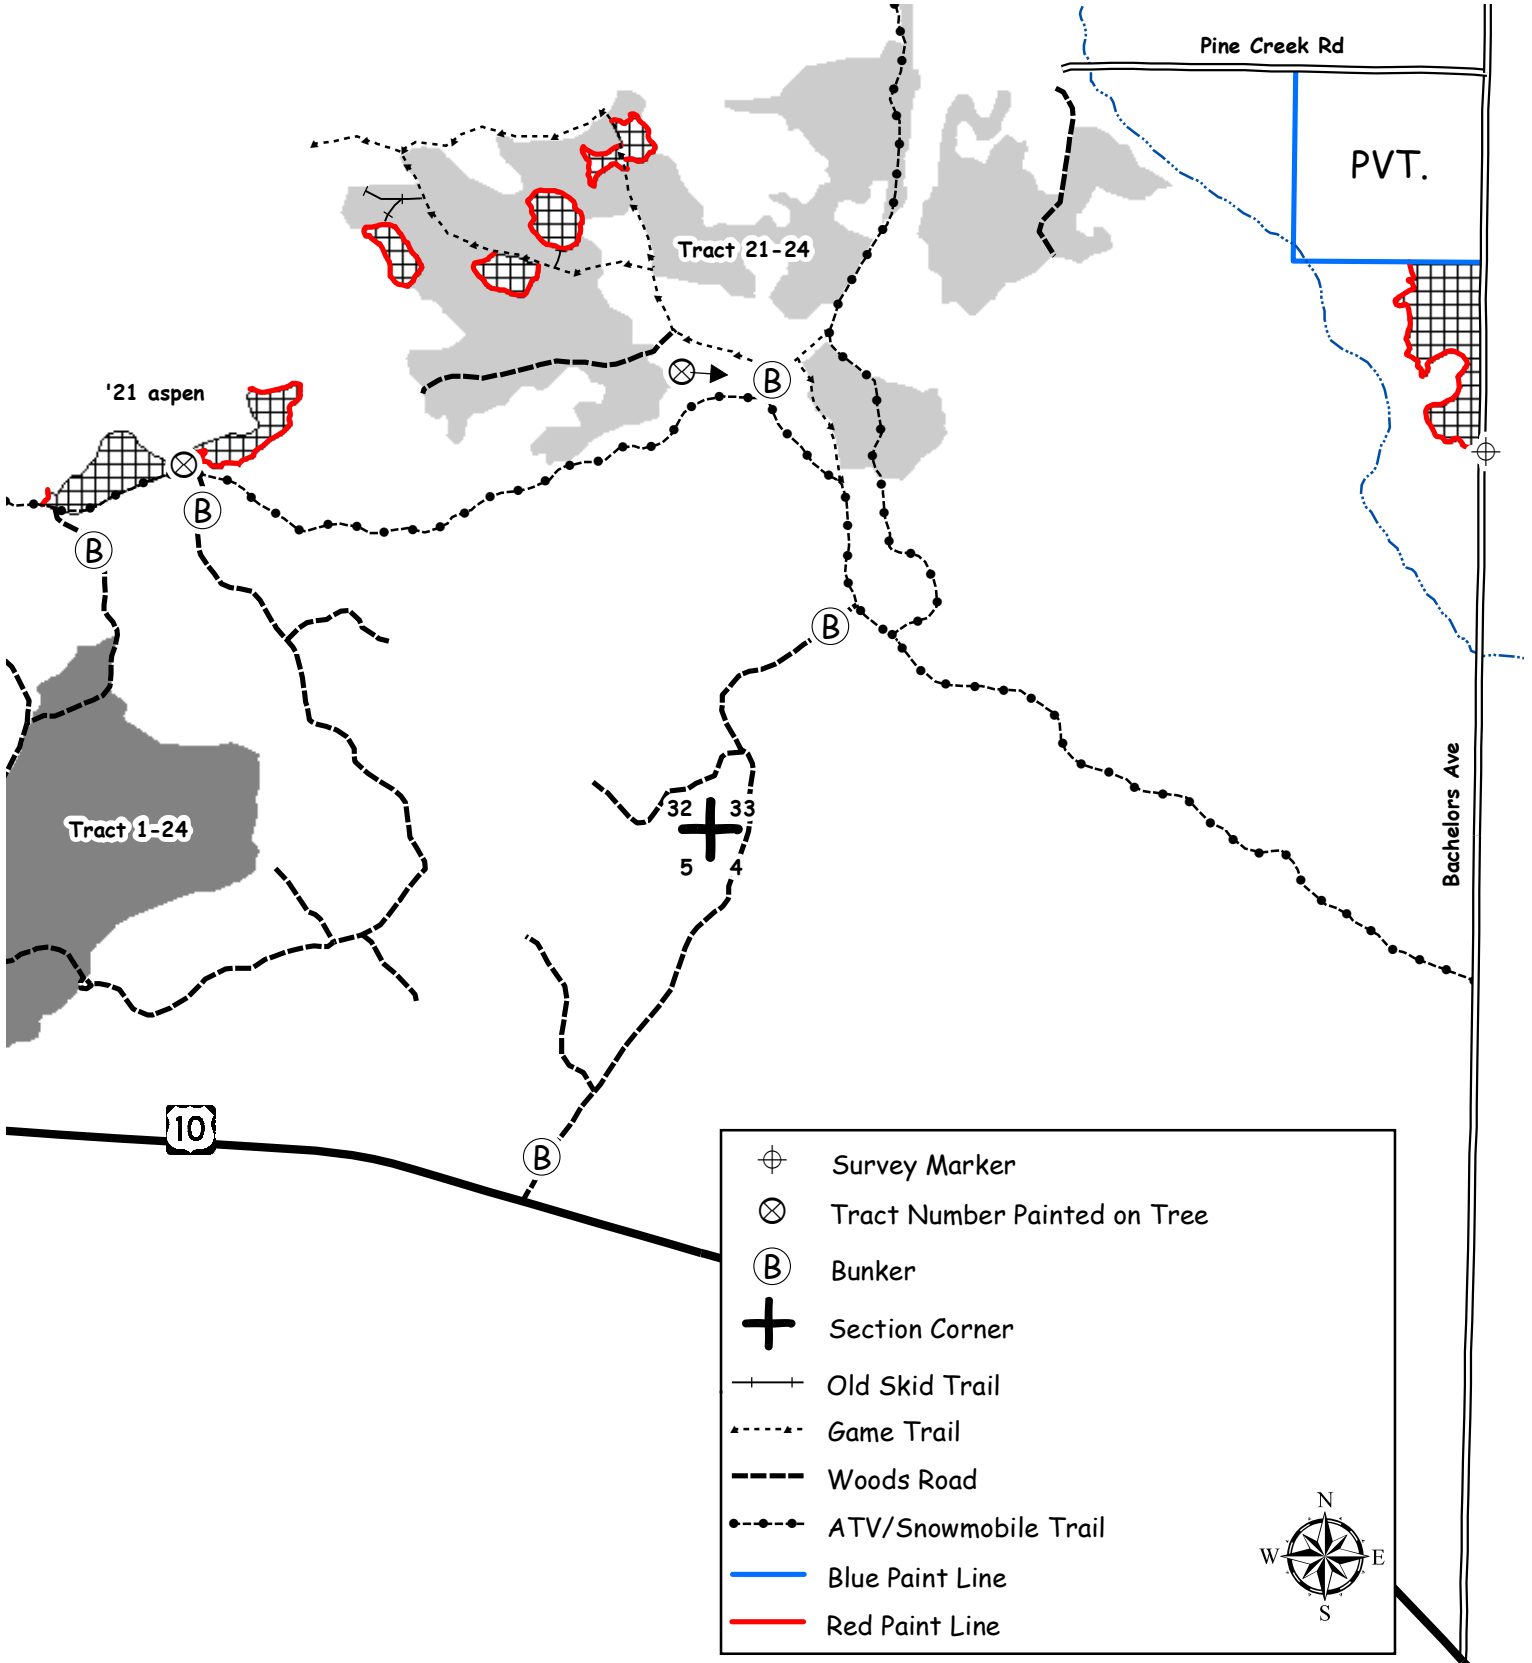 Pine Creek Rd
PVT.
Tract 21-24
B
'21 aspen
B
B
B
32 33
5 4
Tract 1-24
Bachelors Ave
10
B
Survey Marker
Tract Number Painted on Tree
B Bunker
Section Corner
Old Skid Trail
Game Trail
Woods Road
ATV/Snowmobile Trail
Blue Paint Line
Red Paint Line
N
W E
S